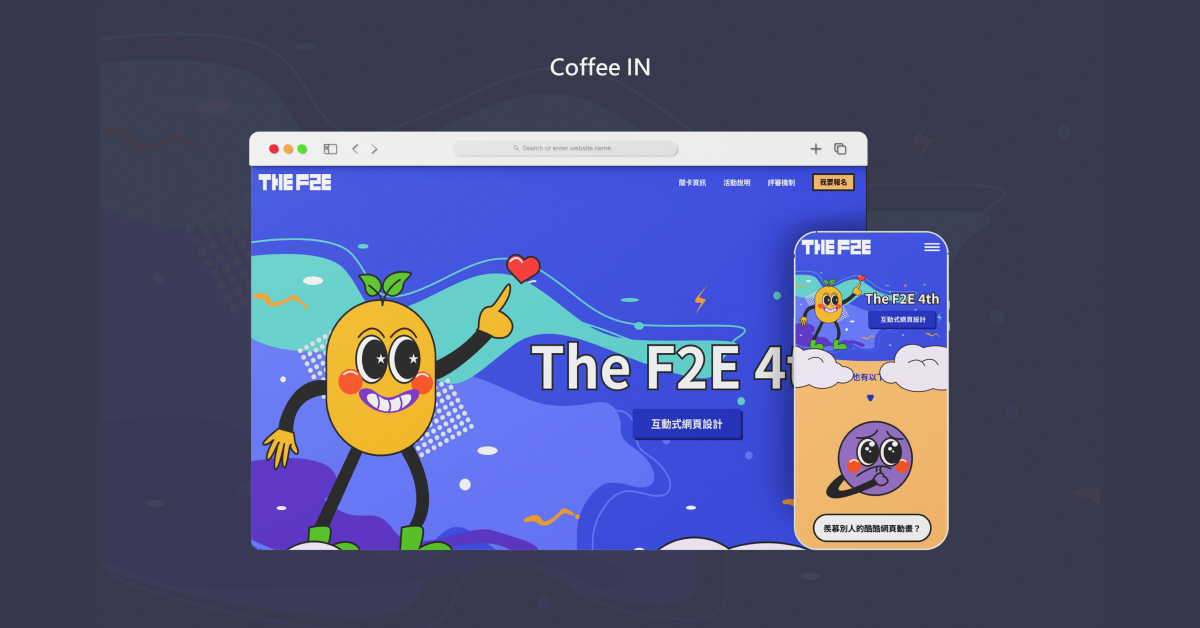 Coffee IN
Search or enter website name
THE F2E
關卡資訊
活動說明
評審機制
我要報名
The F2E 4t
互動式網頁設計
THE F2E
The F2E 4th
互動式網頁設計
也有以
羨慕別人的酷酷網頁動畫？